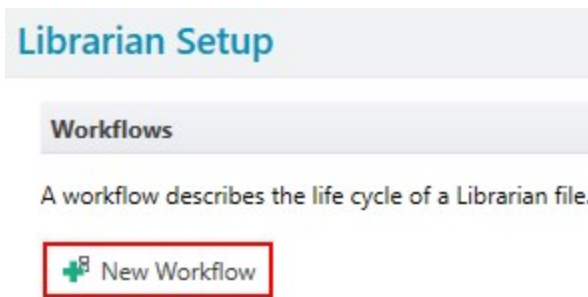 Librarian Setup
Workflows
A workflow describes the life cycle of a Librarian file.
New Workflow